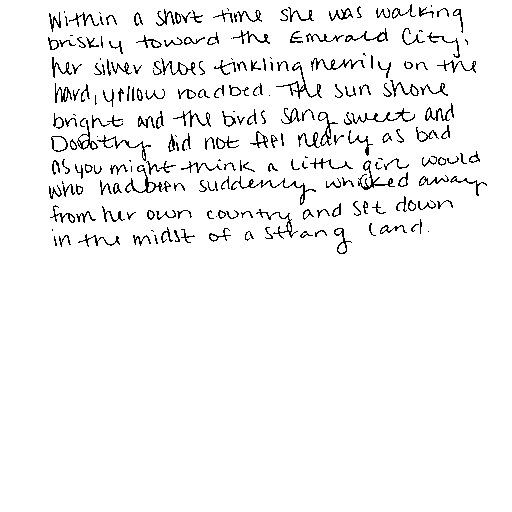 Within a short time she was walking
briskly toward the Emerald City,
her silver shoes tinkling merrily on the
hard, yellow roadbed. The sun shone
bright and the birds sang sweet and
Dorothy did not feel nearly as bad
as you might think a little girl would
who had been suddenly whisked away
from her own country and set down
in the midst of a strang land.